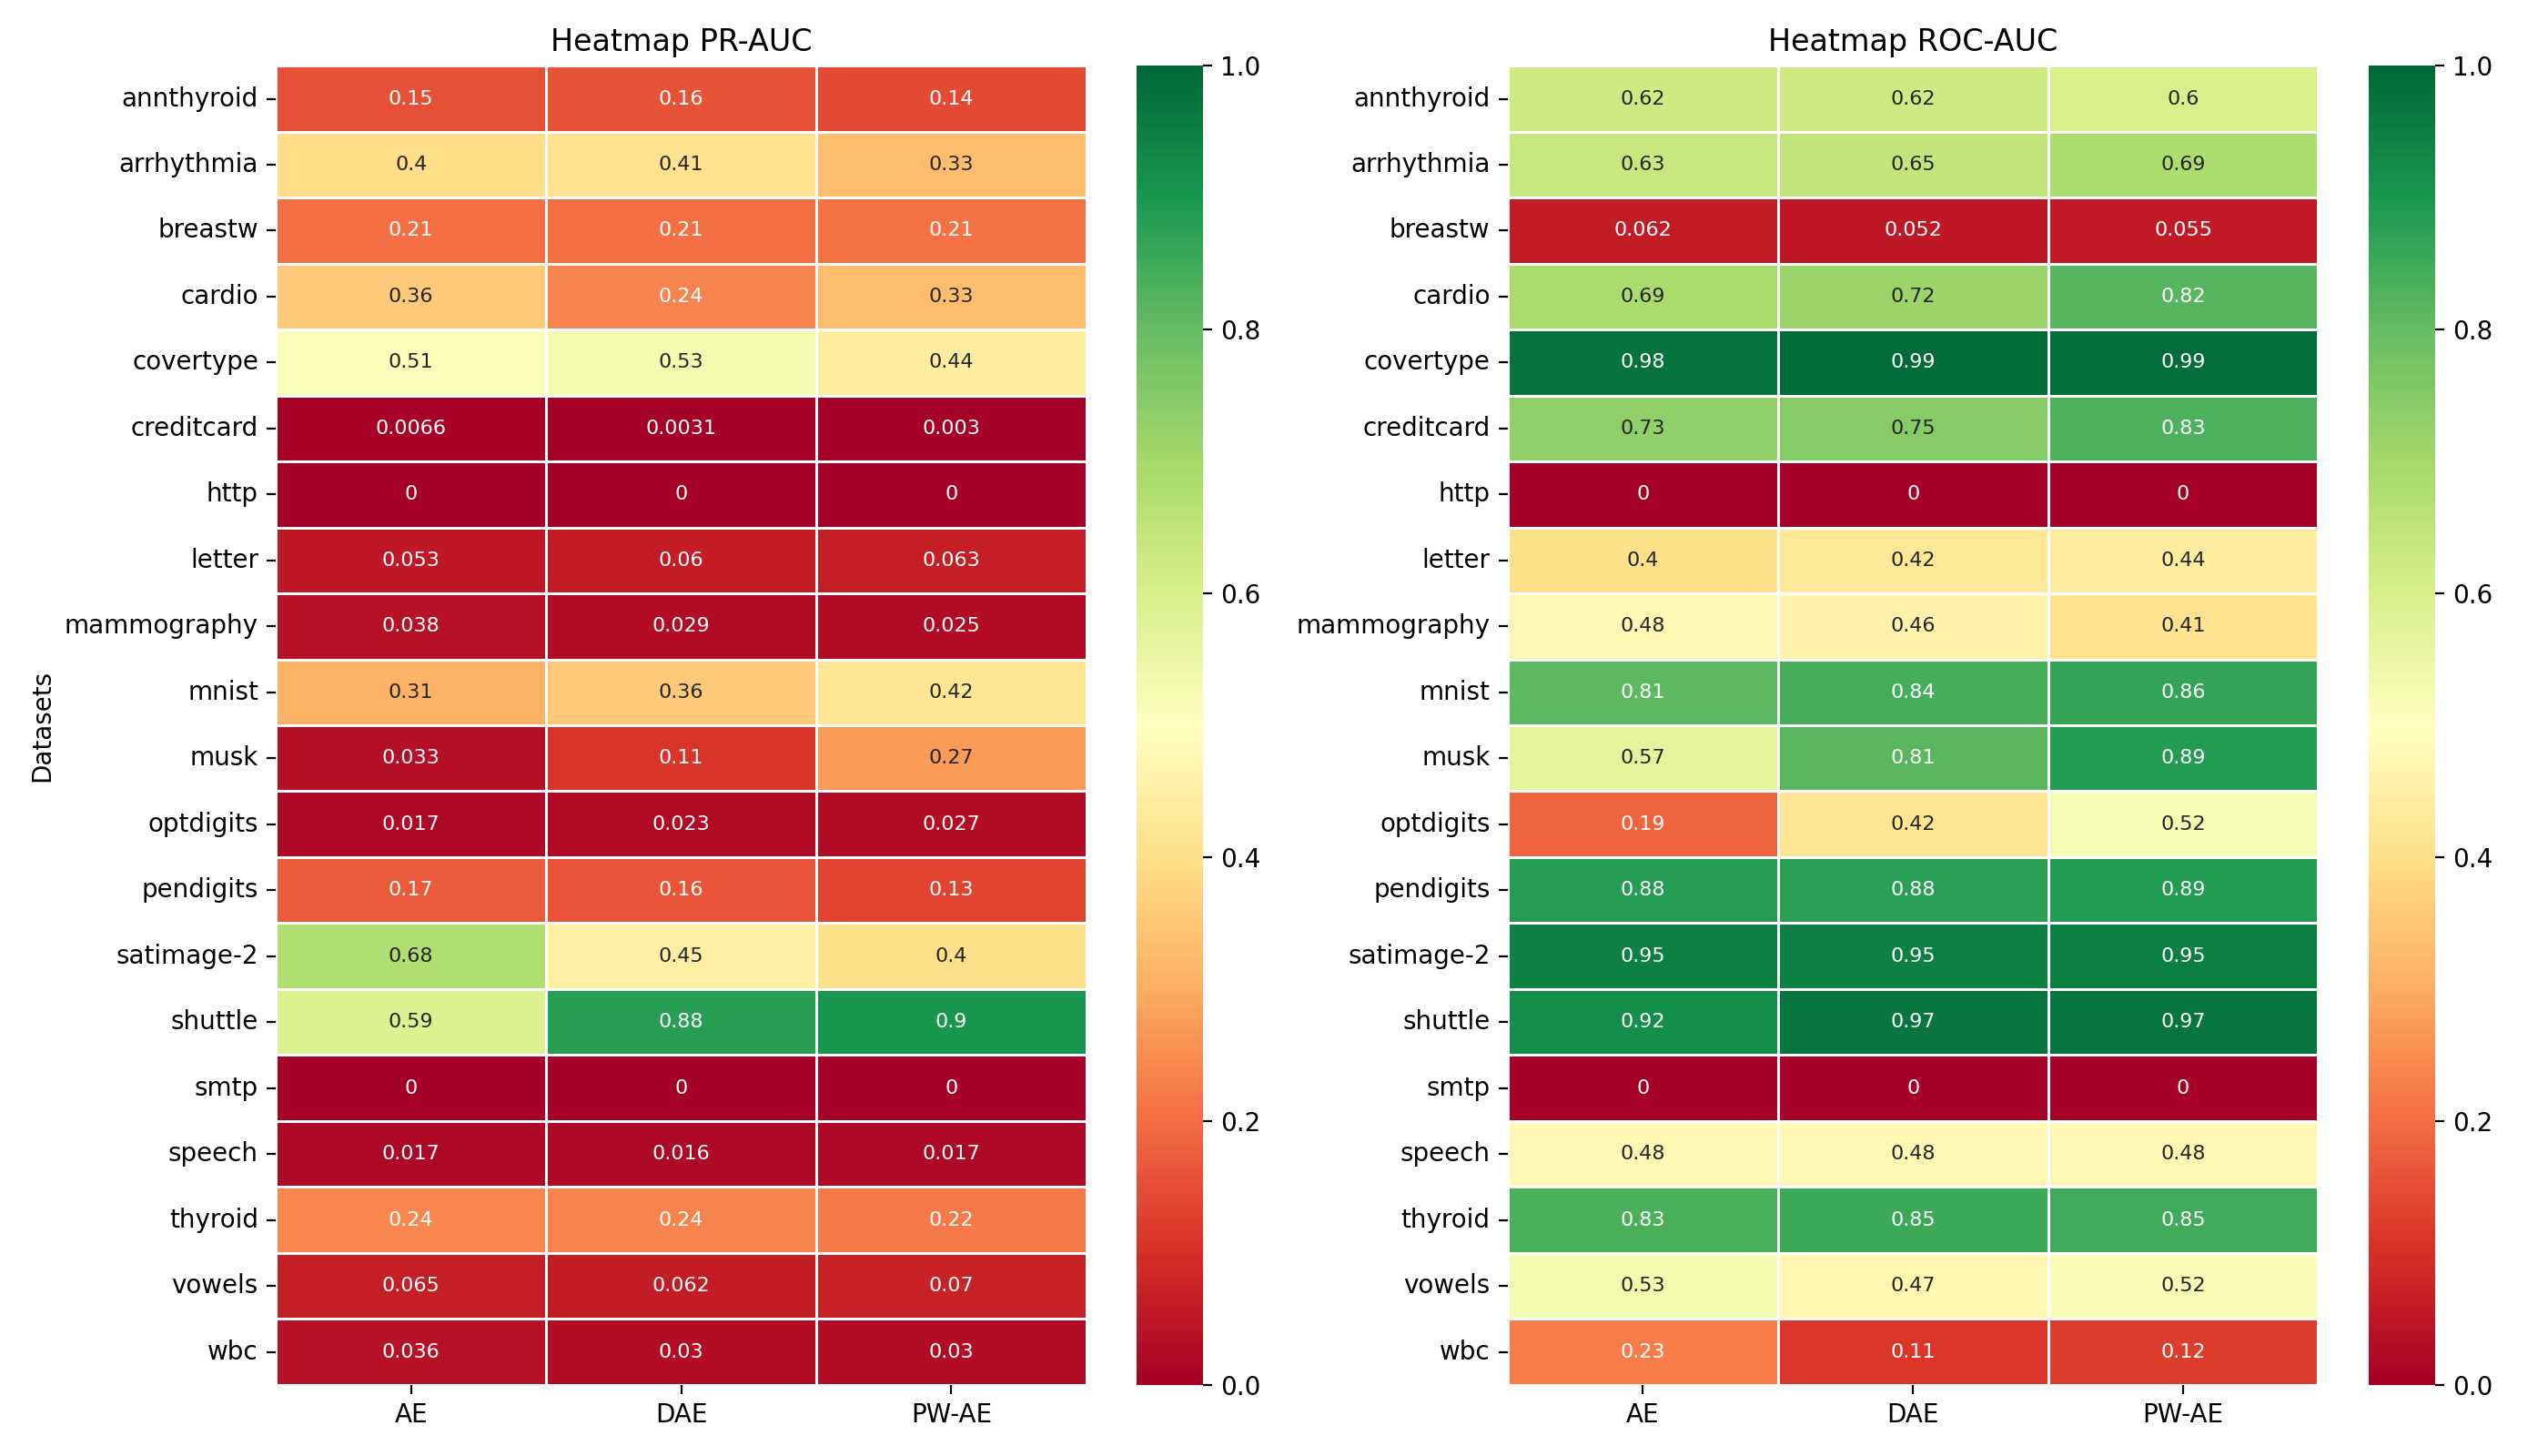 Heatmap PR-AUC
Datasets
annthyroid 0.15 0.16 0.14
arrhythmia 0.4 0.41 0.33
breastw 0.21 0.21 0.21
cardio 0.36 0.24 0.33
covertype 0.51 0.53 0.44
creditcard 0.0066 0.0031 0.003
http 0 0 0
letter 0.053 0.06 0.063
mammography 0.038 0.029 0.025
mnist 0.31 0.36 0.42
musk 0.033 0.11 0.27
optdigits 0.017 0.023 0.027
pendigits 0.17 0.16 0.13
satimage-2 0.68 0.45 0.4
shuttle 0.59 0.88 0.9
smtp 0 0 0
speech 0.017 0.016 0.017
thyroid 0.24 0.24 0.22
vowels 0.065 0.062 0.07
wbc 0.036 0.03 0.03
AE DAE PW-AE
1.0
0.8
0.6
0.4
0.2
0.0
Heatmap ROC-AUC
annthyroid 0.62 0.62 0.6
arrhythmia 0.63 0.65 0.69
breastw 0.062 0.052 0.055
cardio 0.69 0.72 0.82
covertype 0.98 0.99 0.99
creditcard 0.73 0.75 0.83
http 0 0 0
letter 0.4 0.42 0.44
mammography 0.48 0.46 0.41
mnist 0.81 0.84 0.86
musk 0.57 0.81 0.89
optdigits 0.19 0.42 0.52
pendigits 0.88 0.88 0.89
satimage-2 0.95 0.95 0.95
shuttle 0.92 0.97 0.97
smtp 0 0 0
speech 0.48 0.48 0.48
thyroid 0.83 0.85 0.85
vowels 0.53 0.47 0.52
wbc 0.23 0.11 0.12
AE DAE PW-AE
1.0
0.8
0.6
0.4
0.2
0.0